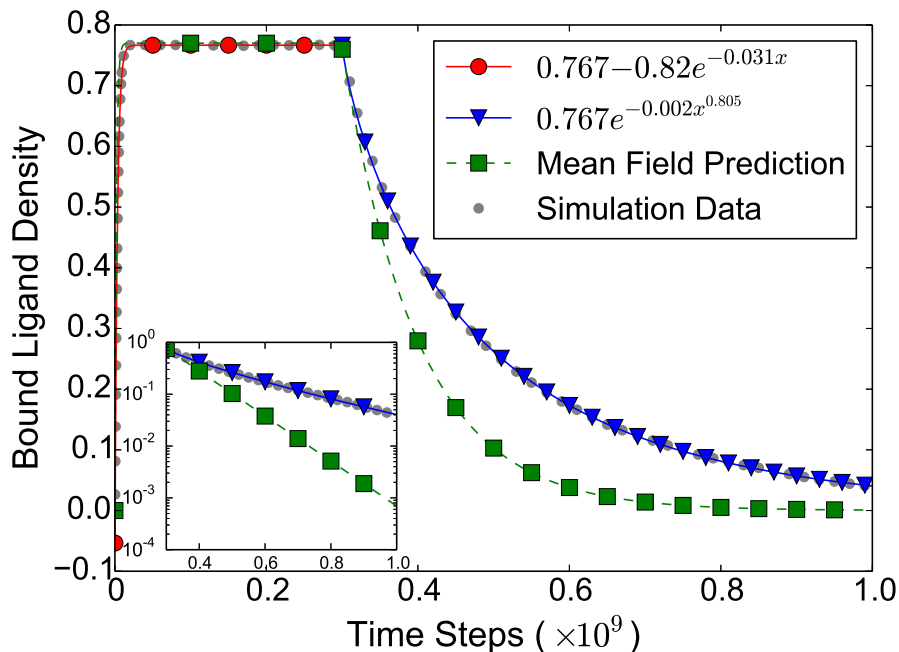 0.8
0.7
0.6
0.5
0.4
0.3
0.2
0.1
0.0
−0.1
Bound Ligand Density
0.767−0.82e^{−0.031x}
0.767e^{−0.002x^{0.805}}
Mean Field Prediction
Simulation Data
10^0
10^{-1}
10^{-2}
10^{-3}
10^{-4}
0.4 0.6 0.8 1.0
0 0.2 0.4 0.6 0.8 1.0
Time Steps ( ×10^9)